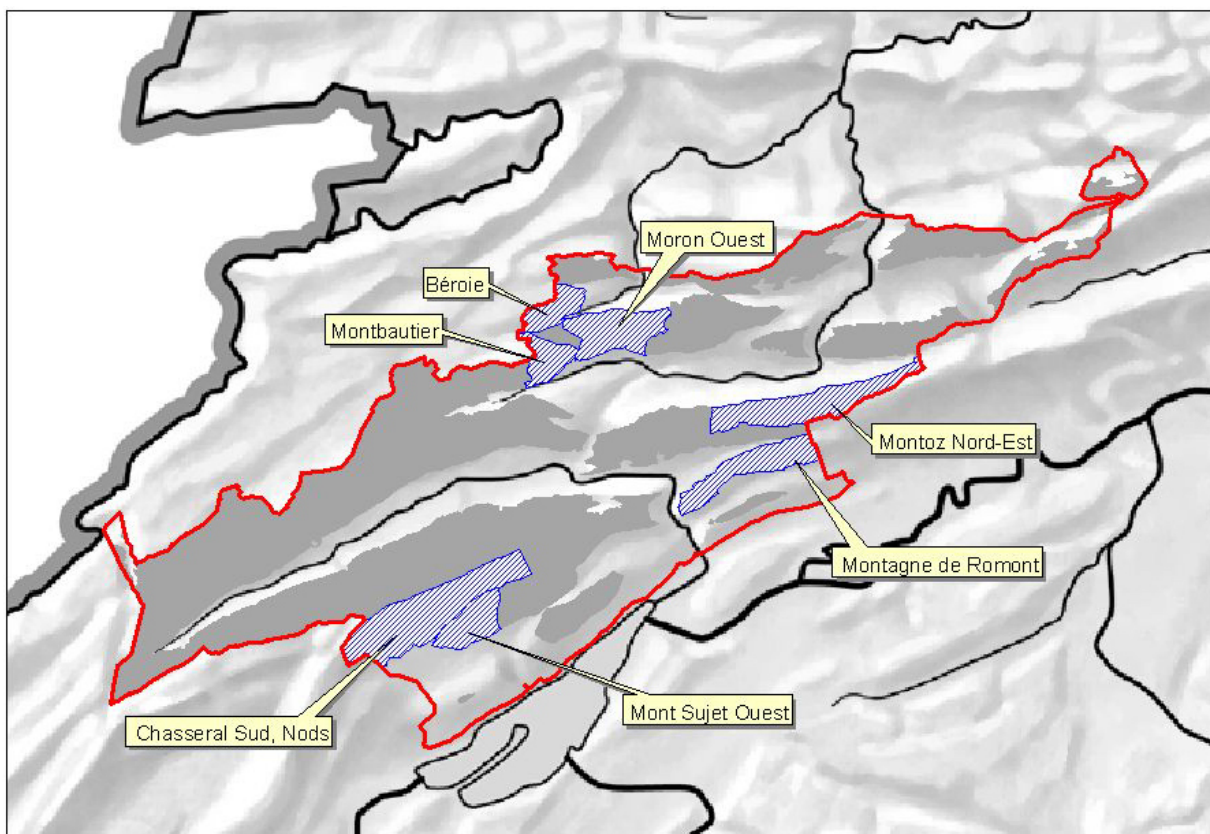 Moron Ouest
Béroie
Montbautier
Montoz Nord-Est
Montagne de Romont
Mont Sujet Ouest
Chasseral Sud, Nods